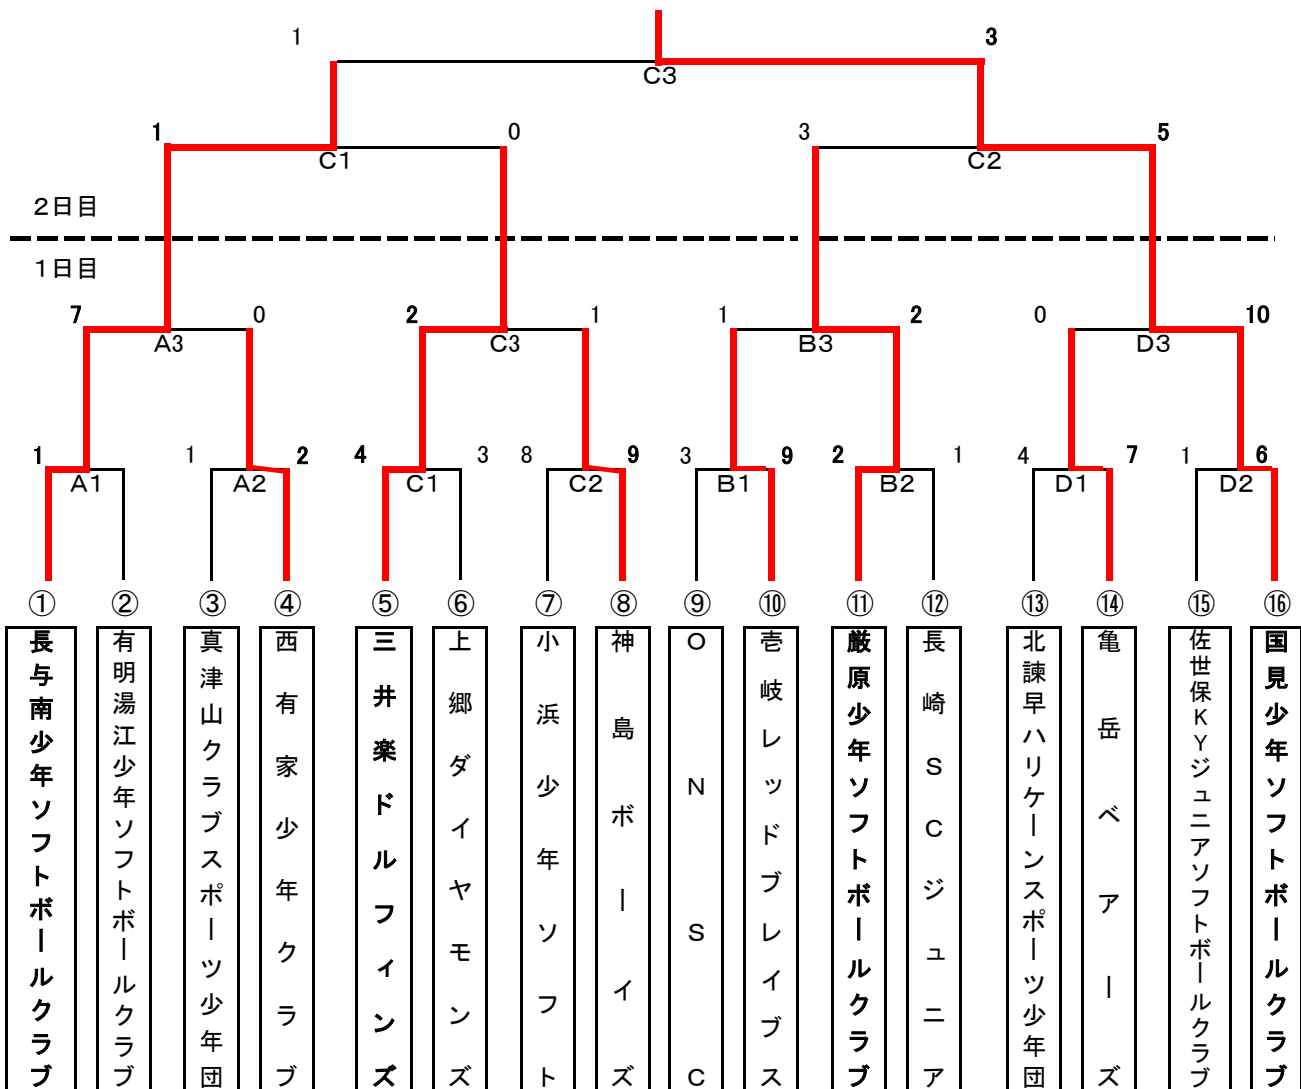 1 3
C3
1 0 3 5
C1 C2
2日目
1日目
7 0 2 1 1 2 0 10
A3 C3 B3 D3
1 1 2 4 3 8 9 3 9 2 1 4 7 1 6
A1 A2 C1 C2 B1 B2 D1 D2
① ② ③ ④ ⑤ ⑥ ⑦ ⑧ ⑨ ⑩ ⑪ ⑫ ⑬ ⑭ ⑮ ⑯
長与南少年ソフトボールクラブ
有明湯江少年ソフトボールクラブ
真津山クラブスポーツ少年団
西有家少年クラブ
三井楽ドルフィンズ
上郷ダイヤモンズ
小浜少年ソフト
神島ボーイズ
ONSC
壱岐レッドブレイブス
厳原少年ソフトボールクラブ
長崎SCジュニア
北諫早ハリケーンスポーツ少年団
亀岳ベアーズ
佐世保KYジュニアソフトボールクラブ
国見少年ソフトボールクラブ